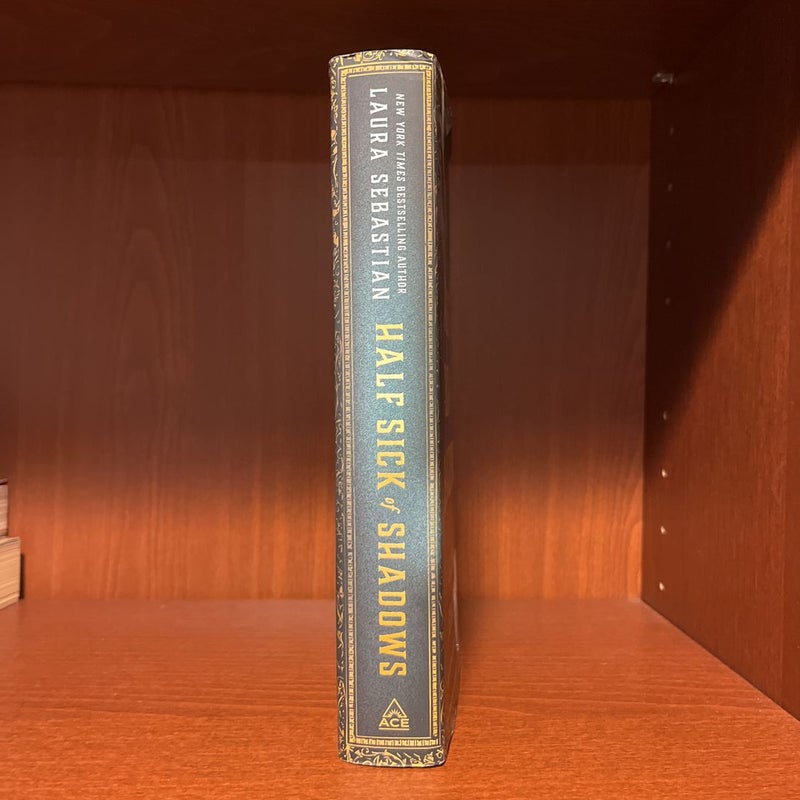 NEW YORK TIMES BESTSELLING AUTHOR
LAURA SEBASTIAN
HALF SICK of SHADOWS
ACE